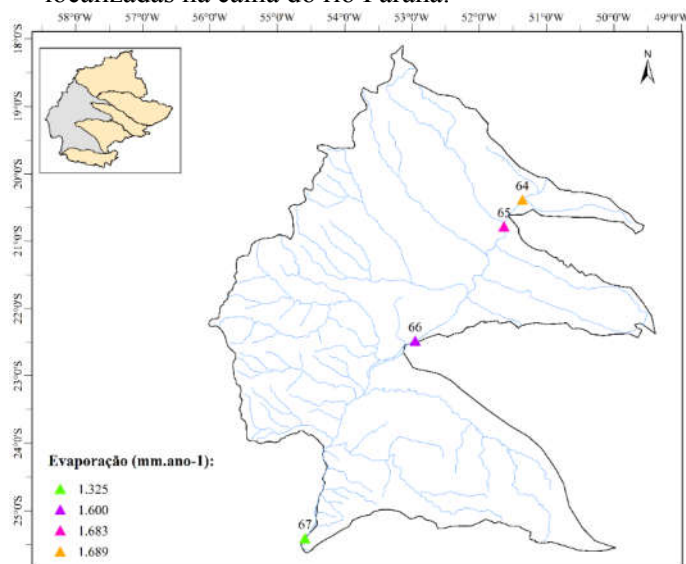 localizadas na calha do rio Paraná.
58°0'W 57°0'W 56°0'W 55°0'W 54°0'W 53°0'W 52°0'W 51°0'W 50°0'W 49°0'W
18°0'S
19°0'S
20°0'S
21°0'S
22°0'S
23°0'S
24°0'S
25°0'S
N
64
65
66
67
Evaporação (mm.ano-1):
1.325
1.600
1.683
1.689